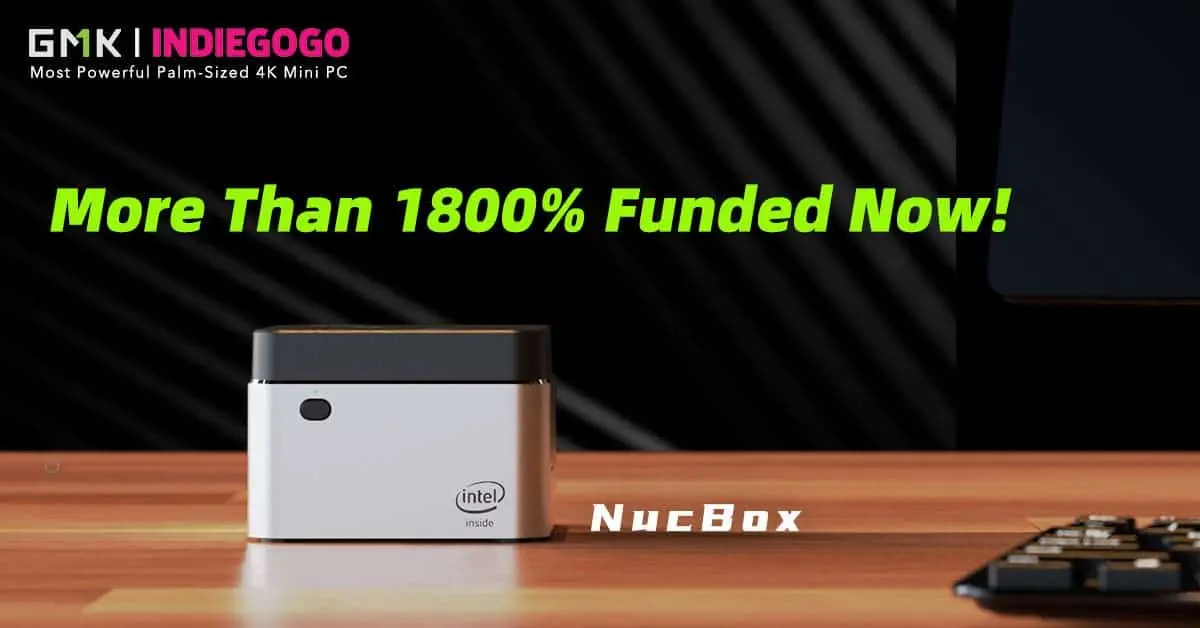 GMK | INDIEGOGO
Most Powerful Palm-Sized 4K Mini PC
More Than 1800% Funded Now!
intel
inside
NucBox